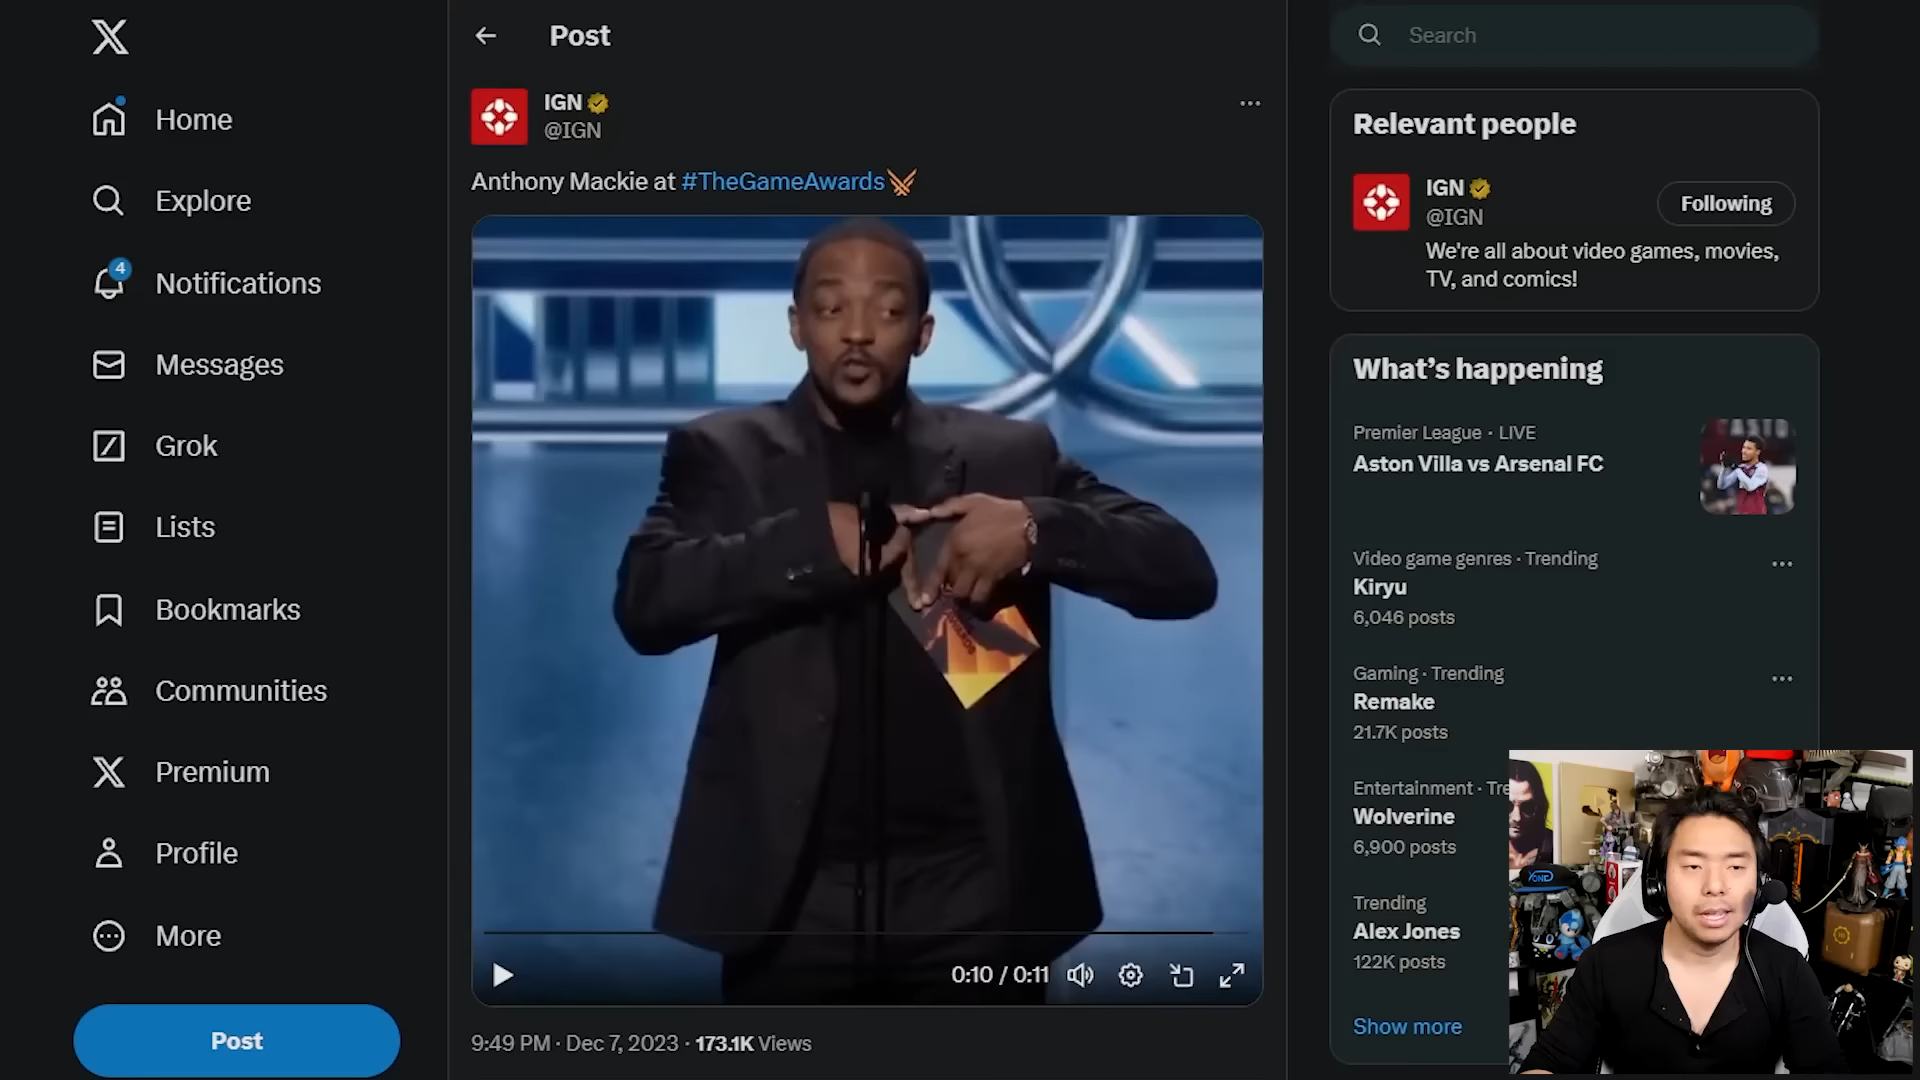 Home
Explore
4
Notifications
Messages
Grok
Lists
Bookmarks
Communities
Premium
Profile
More
Post
Post
IGN
@IGN
Anthony Mackie at #TheGameAwards
0:10 / 0:11
9:49 PM · Dec 7, 2023 · 173.1K Views
Search
Relevant people
IGN
@IGN
Following
We're all about video games, movies,
TV, and comics!
What's happening
Premier League · LIVE
Aston Villa vs Arsenal FC
Video game genres · Trending
Kiryu
6,046 posts
Gaming · Trending
Remake
21.7K posts
Entertainment · Tre
Wolverine
6,900 posts
Trending
Alex Jones
122K posts
Show more